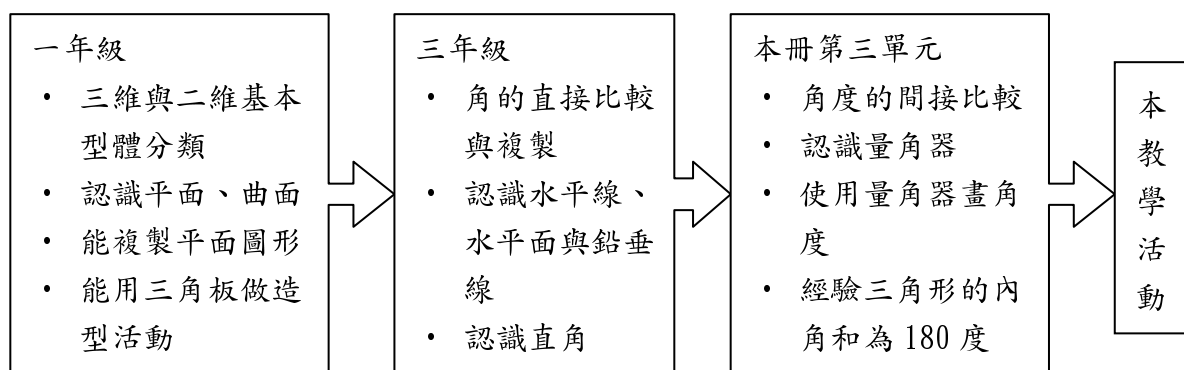 一年級
· 三維與二維基本
型體分類
· 認識平面、曲面
· 能複製平面圖形
· 能用三角板做造
型活動
三年級
· 角的直接比較
與複製
· 認識水平線、
水平面與鉛垂
線
· 認識直角
本冊第三單元
· 角度的間接比較
· 認識量角器
· 使用量角器畫角
度
· 經驗三角形的內
角和為 180 度
本
教
學
活
動